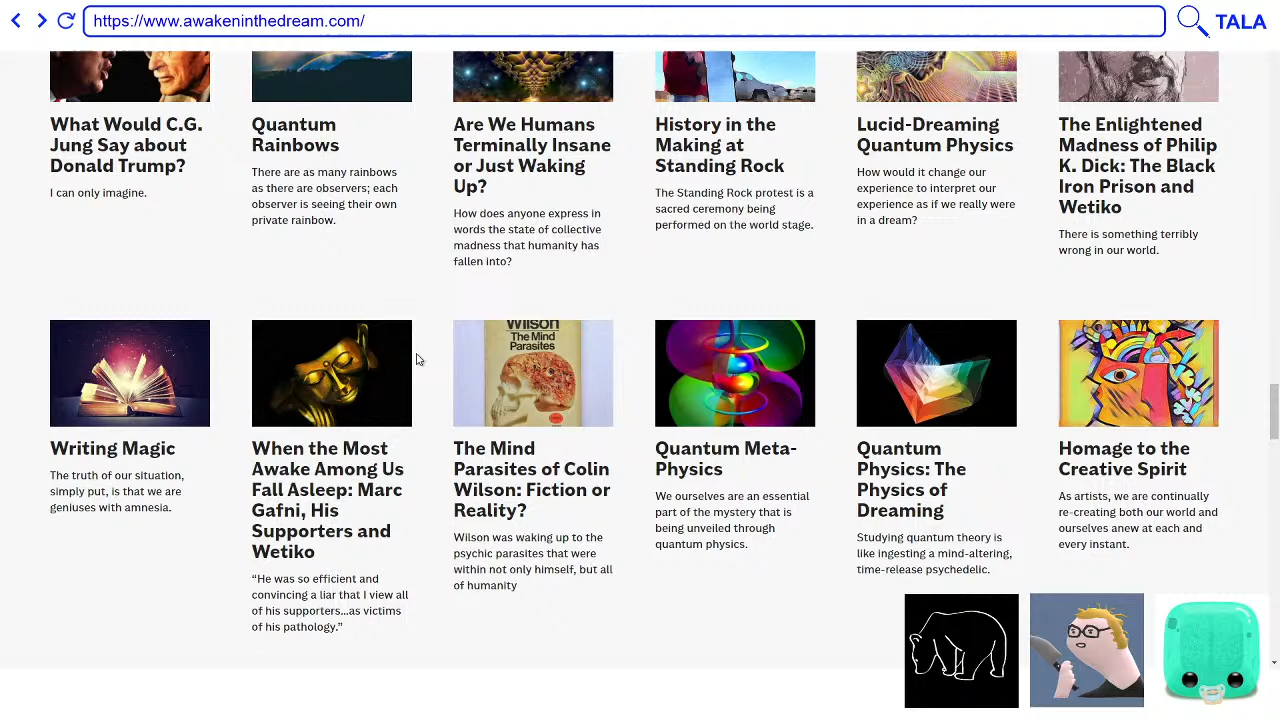 https://www.awakeninthedream.com/
TALA
What Would C.G.
Jung Say about
Donald Trump?
I can only imagine.
Quantum
Rainbows
There are as many rainbows
as there are observers; each
observer is seeing their own
private rainbow.
Are We Humans
Terminally Insane
or Just Waking
Up?
How does anyone express in
words the state of collective
madness that humanity has
fallen into?
History in the
Making at
Standing Rock
The Standing Rock protest is a
sacred ceremony being
performed on the world stage.
Lucid-Dreaming
Quantum Physics
How would it change our
experience to interpret our
experience as if we really were
in a dream?
The Enlightened
Madness of Philip
K. Dick: The Black
Iron Prison and
Wetiko
There is something terribly
wrong in our world.
Writing Magic
The truth of our situation,
simply put, is that we are
geniuses with amnesia.
When the Most
Awake Among Us
Fall Asleep: Marc
Gafni, His
Supporters and
Wetiko
“He was so efficient and
convincing a liar that I view all
of his supporters…as victims
of his pathology.”
WILSON
The Mind
Parasites
The Mind
Parasites of Colin
Wilson: Fiction or
Reality?
Wilson was waking up to the
psychic parasites that were
within not only himself, but all
of humanity
Quantum Meta-
Physics
We ourselves are an essential
part of the mystery that is
being unveiled through
quantum physics.
Quantum
Physics: The
Physics of
Dreaming
Studying quantum theory is
like ingesting a mind-altering,
time-release psychedelic.
Homage to the
Creative Spirit
As artists, we are continually
re-creating both our world and
ourselves anew at each and
every instant.